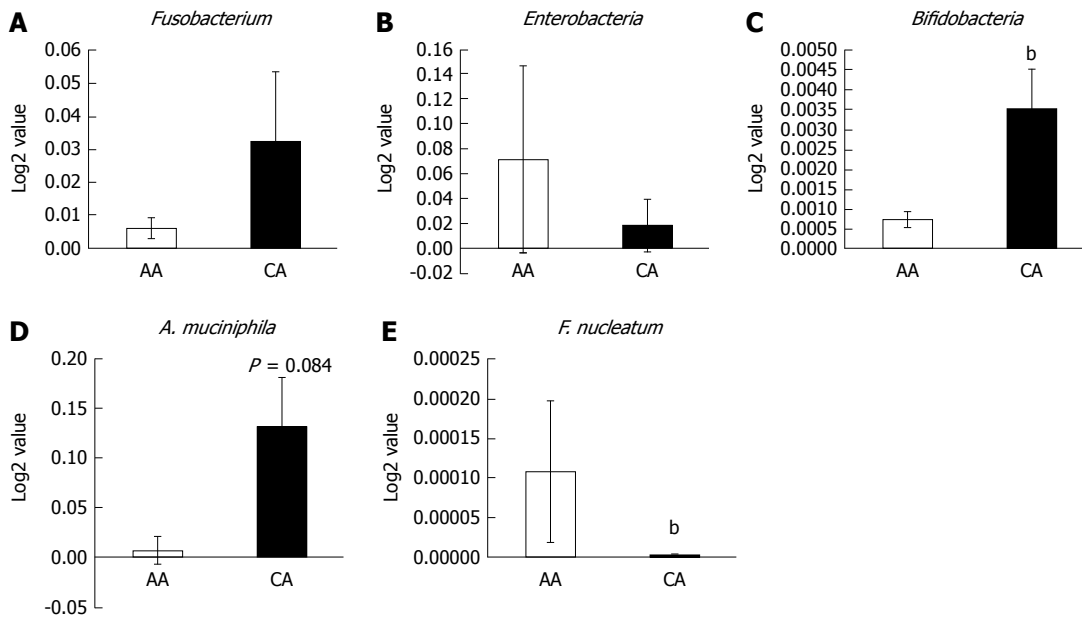 A
Fusobacterium
Log2 value
0.06
0.05
0.04
0.03
0.02
0.01
0.00
AA
CA
B
Enterobacteria
Log2 value
0.16
0.14
0.12
0.10
0.08
0.06
0.04
0.02
0.00
-0.02
AA
CA
C
Bifidobacteria
Log2 value
0.0050
0.0045
0.0040
0.0035
0.0030
0.0025
0.0020
0.0015
0.0010
0.0005
0.0000
b
AA
CA
D
A. muciniphila
Log2 value
0.20
0.15
0.10
0.05
0.00
-0.05
P = 0.084
AA
CA
E
F. nucleatum
Log2 value
0.00025
0.00020
0.00015
0.00010
0.00005
0.00000
b
AA
CA